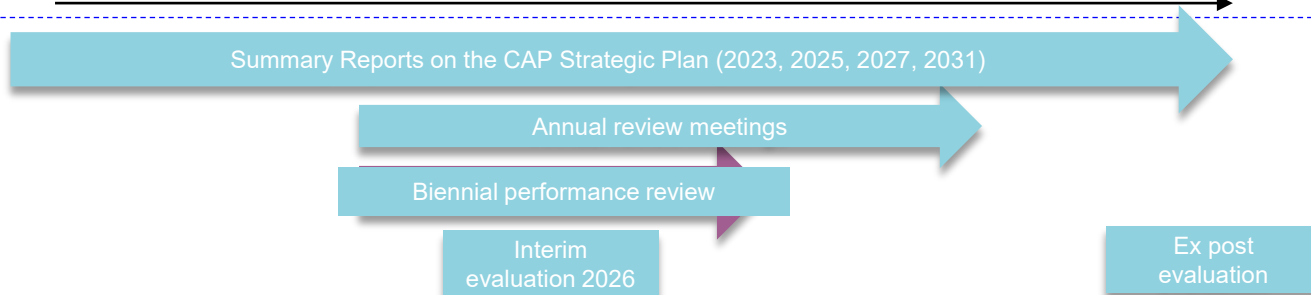 Summary Reports on the CAP Strategic Plan (2023, 2025, 2027, 2031)
Annual review meetings
Biennial performance review
Interim
evaluation 2026
Ex post
evaluation